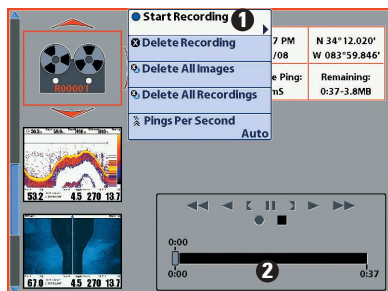 Start Recording
1
Delete Recording
Delete All Images
Delete All Recordings
Pings Per Second
Auto
7 PM
/08
N 34°12.020'
W 083°59.846'
e Ping:
mS
Remaining:
0:37-3.8MB
R00001
53.2 4.5 270 13.7
67.0 4.5 270 13.7
0:00
0:00
2
0:37